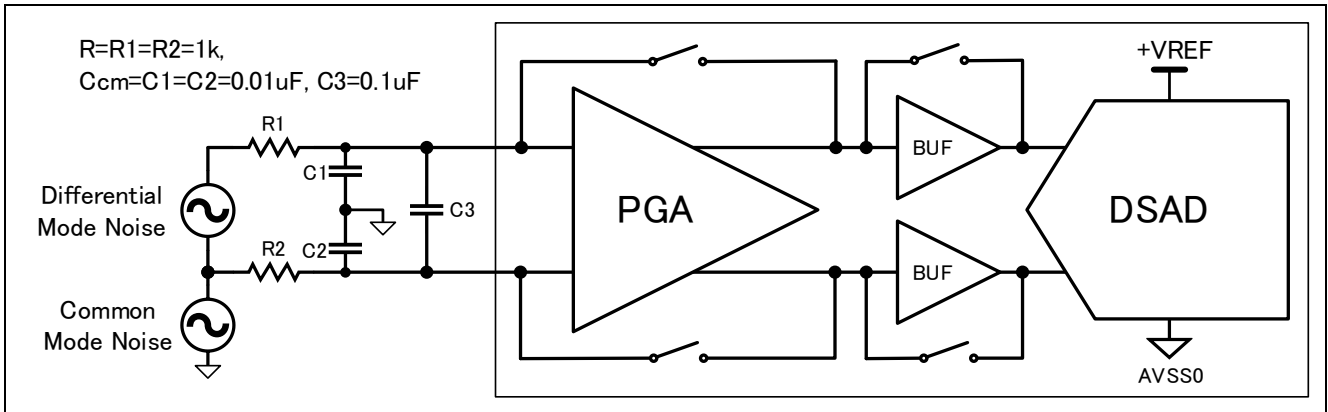 R=R1=R2=1k,
Ccm=C1=C2=0.01uF, C3=0.1uF
R1
C1
C3
C2
R2
Differential
Mode Noise
Common
Mode Noise
PGA
BUF
BUF
+VREF
DSAD
AVSS0